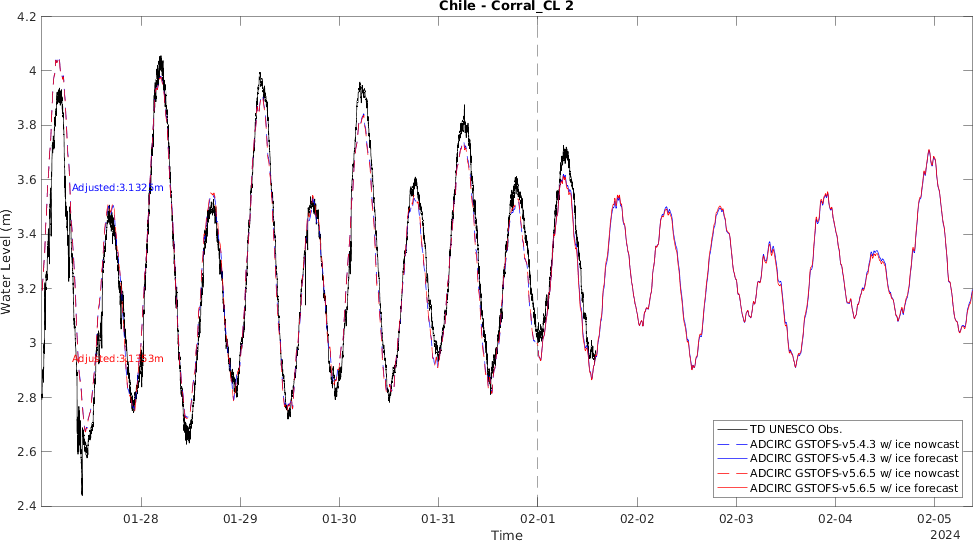 Chile - Corral_CL 2
4.2
4
3.8
3.6
3.4
3.2
3
2.8
2.6
2.4
Water Level (m)
Adjusted:3.1325m
Adjusted:3.1353m
01-28
01-29
01-30
01-31
02-01
02-02
02-03
02-04
02-05
Time
2024
TD UNESCO Obs.
ADCIRC GSTOFS-v5.4.3 w/ ice nowcast
ADCIRC GSTOFS-v5.4.3 w/ ice forecast
ADCIRC GSTOFS-v5.6.5 w/ ice nowcast
ADCIRC GSTOFS-v5.6.5 w/ ice forecast